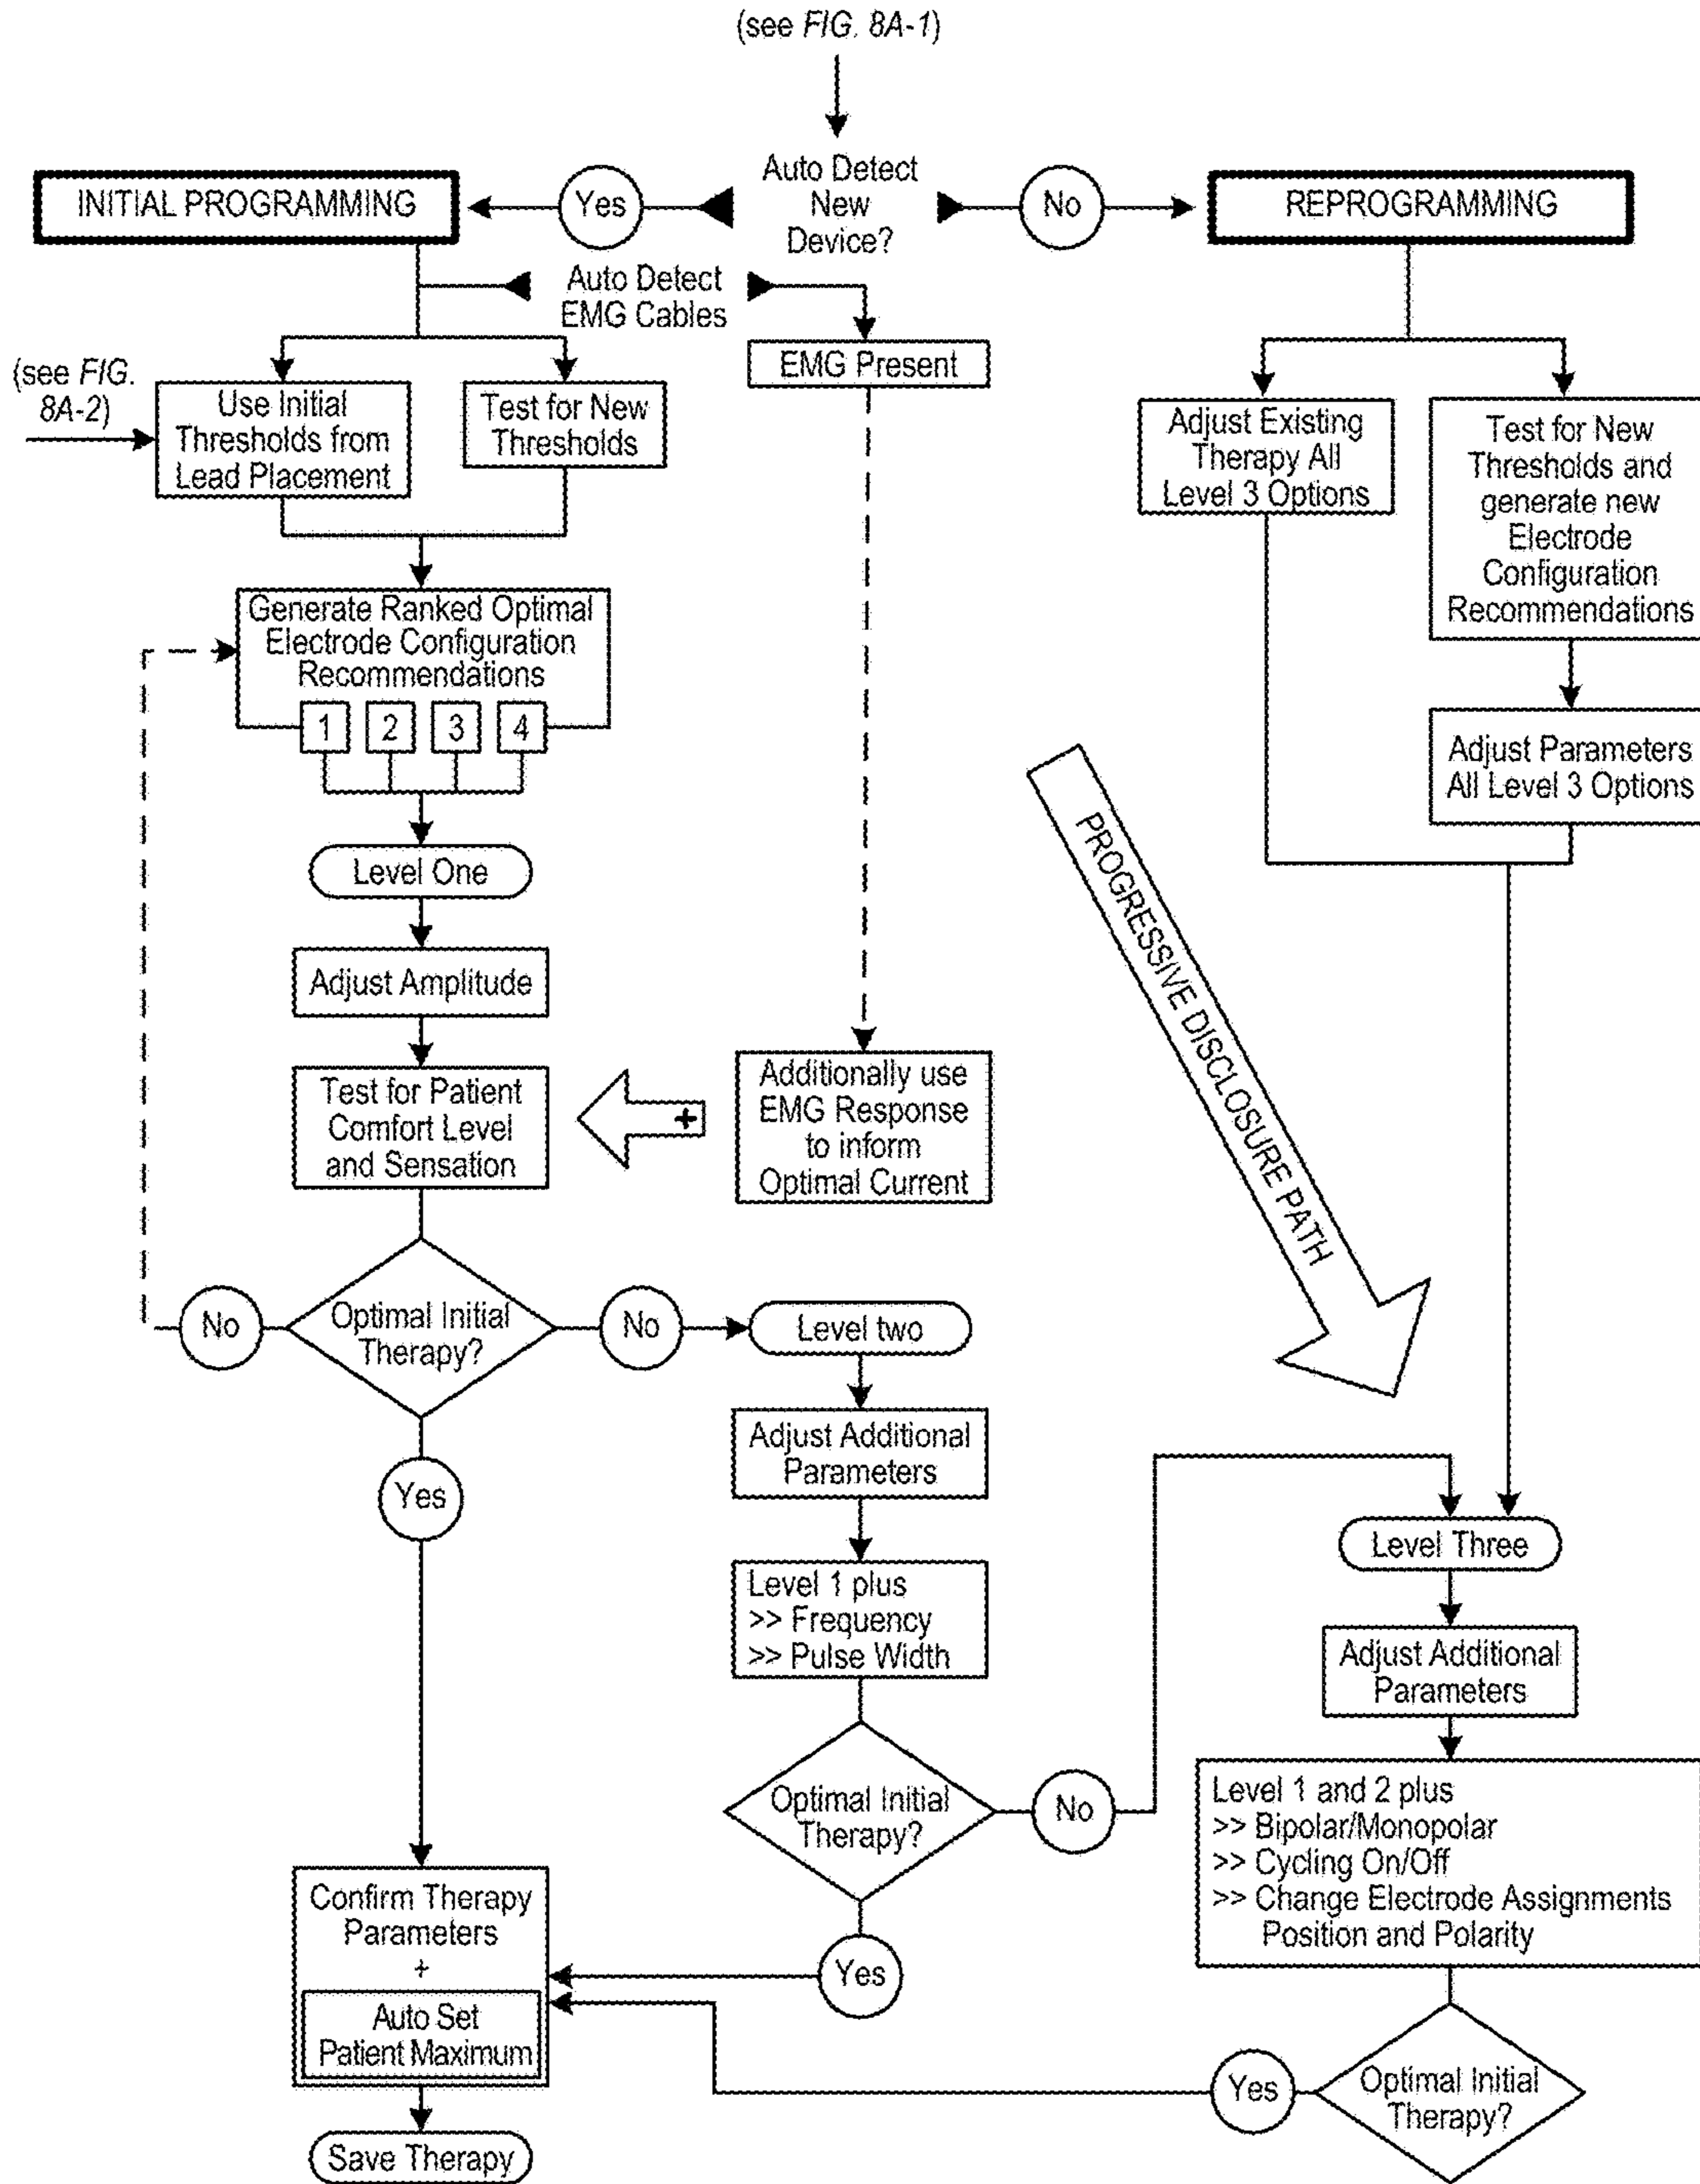 (see FIG. 8A-1)
Auto Detect
New
Device?
Yes
No
INITIAL PROGRAMMING
REPROGRAMMING
Auto Detect
EMG Cables
EMG Present
(see FIG.
8A-2)
Use Initial
Thresholds from
Lead Placement
Test for New
Thresholds
Adjust Existing
Therapy All
Level 3 Options
Test for New
Thresholds and
generate new
Electrode
Configuration
Recommendations
Generate Ranked Optimal
Electrode Configuration
Recommendations
1 2 3 4
Adjust Parameters
All Level 3 Options
Level One
Adjust Amplitude
PROGRESSIVE DISCLOSURE PATH
Test for Patient
Comfort Level
and Sensation
+
Additionally use
EMG Response
to inform
Optimal Current
No
Optimal Initial
Therapy?
No
Level two
Yes
Adjust Additional
Parameters
Level 1 plus
>> Frequency
>> Pulse Width
Level Three
Adjust Additional
Parameters
Optimal Initial
Therapy?
No
Level 1 and 2 plus
>> Bipolar/Monopolar
>> Cycling On/Off
>> Change Electrode Assignments
Position and Polarity
Confirm Therapy
Parameters
+
Auto Set
Patient Maximum
Yes
Yes
Optimal Initial
Therapy?
Save Therapy